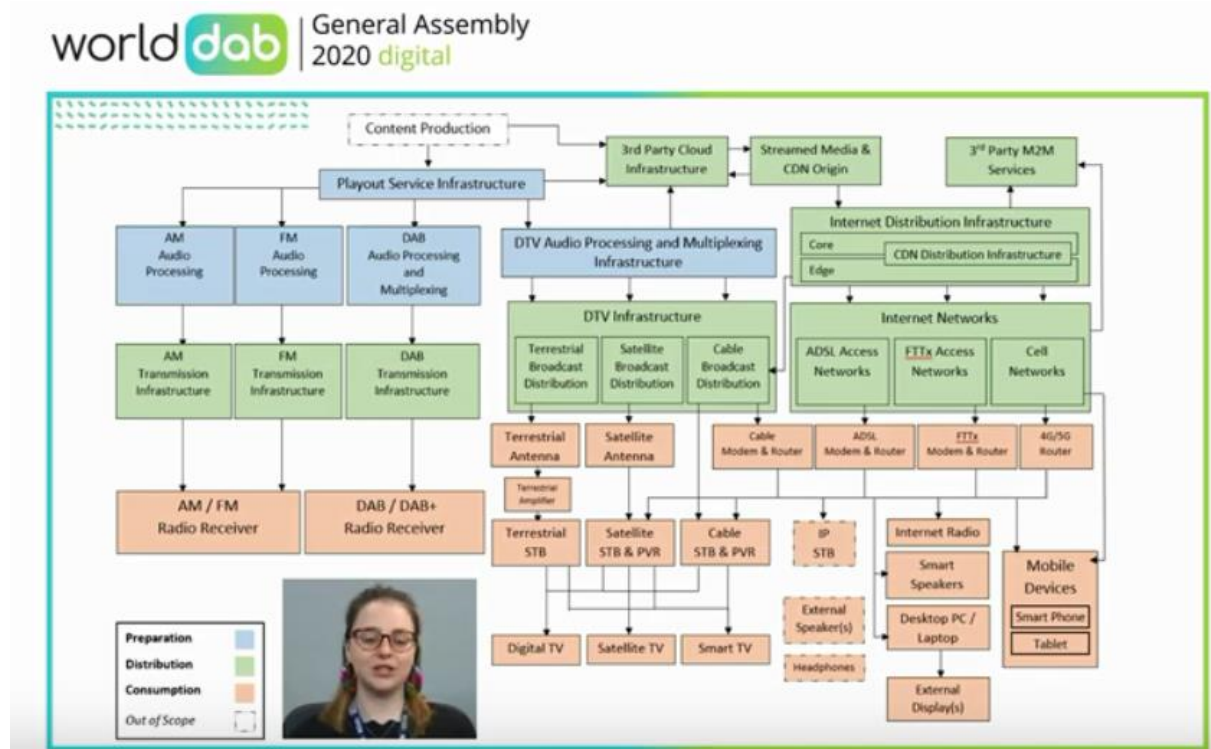 worlddab
General Assembly
2020 digital
Content Production
3rd Party Cloud
Infrastructure
Streamed Media &
CDN Origin
3rd Party M2M
Services
Playout Service Infrastructure
AM
Audio
Processing
FM
Audio
Processing
DAB
Audio Processing
and
Multiplexing
DTV Audio Processing and Multiplexing
Infrastructure
Internet Distribution Infrastructure
Core
CDN Distribution Infrastructure
Edge
AM
Transmission
Infrastructure
FM
Transmission
Infrastructure
DAB
Transmission
Infrastructure
DTV Infrastructure
Terrestrial
Broadcast
Distribution
Satellite
Broadcast
Distribution
Cable
Broadcast
Distribution
Internet Networks
ADSL Access
Networks
FTTx Access
Networks
Cell
Networks
Terrestrial
Antenna
Satellite
Antenna
Cable
Modem & Router
ADSL
Modem & Router
FTTx
Modem & Router
4G/5G
Router
Terrestrial
Amplifier
AM / FM
Radio Receiver
DAB / DAB+
Radio Receiver
Terrestrial
STB
Satellite
STB & PVR
Cable
STB & PVR
IP
STB
Internet Radio
Smart
Speakers
Mobile
Devices
Smart Phone
Tablet
External
Speaker(s)
Desktop PC /
Laptop
Digital TV
Satellite TV
Smart TV
Headphones
External
Display(s)
Preparation
Distribution
Consumption
Out of Scope